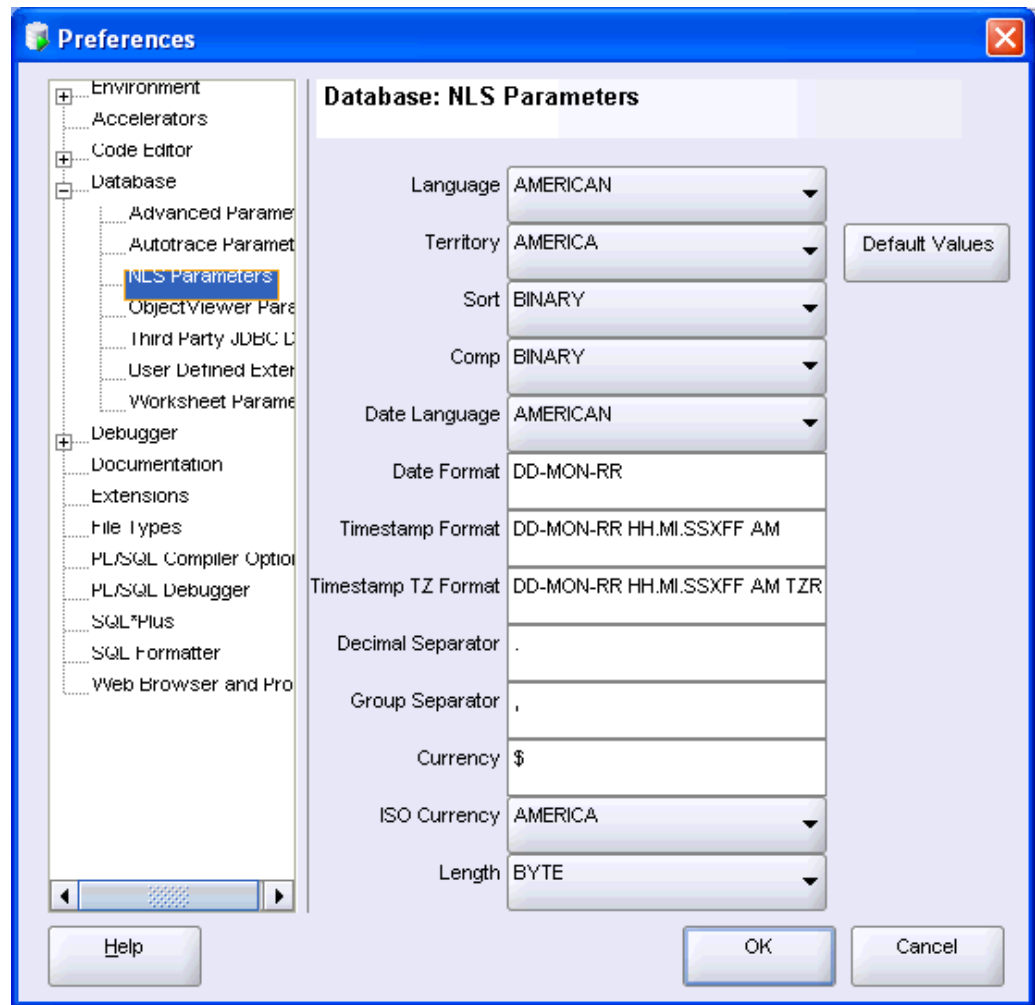 Preferences
Environment
Accelerators
Code Editor
Database
Advanced Paramet
Autotrace Paramet
NLS Parameters
ObjectViewer Para
Third Party JDBC D
User Defined Exter
Worksheet Parame
Debugger
Documentation
Extensions
File Types
PL/SQL Compiler Option
PL/SQL Debugger
SQL*Plus
SQL Formatter
Web Browser and Pro
Database: NLS Parameters
Language AMERICAN
Territory AMERICA
Default Values
Sort BINARY
Comp BINARY
Date Language AMERICAN
Date Format DD-MON-RR
Timestamp Format DD-MON-RR HH.MI.SSXFF AM
Timestamp TZ Format DD-MON-RR HH.MI.SSXFF AM TZR
Decimal Separator .
Group Separator ,
Currency $
ISO Currency AMERICA
Length BYTE
Help
OK
Cancel